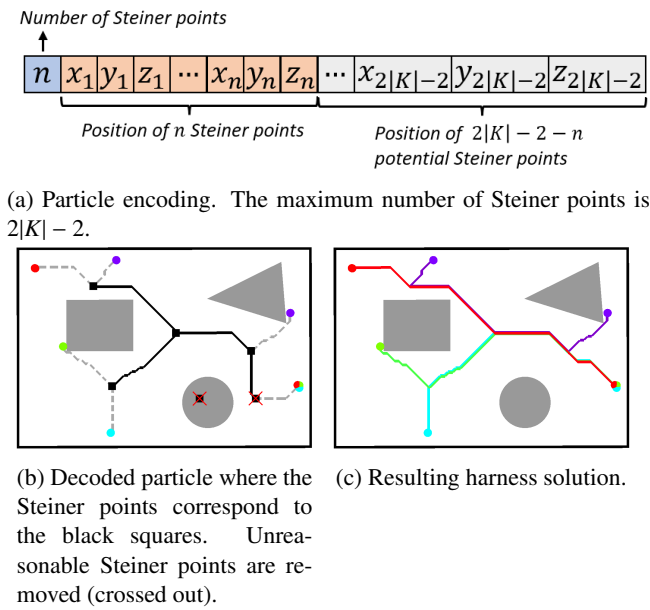 Number of Steiner points
n x₁ y₁ z₁ ⋯ xₙ yₙ zₙ ⋯ x₂|K|−2 y₂|K|−2 z₂|K|−2
Position of n Steiner points
Position of 2|K| − 2 − n
potential Steiner points
(a) Particle encoding. The maximum number of Steiner points is
2|K| − 2.
(b) Decoded particle where the
Steiner points correspond to
the black squares. Unrea-
sonable Steiner points are re-
moved (crossed out).
(c) Resulting harness solution.